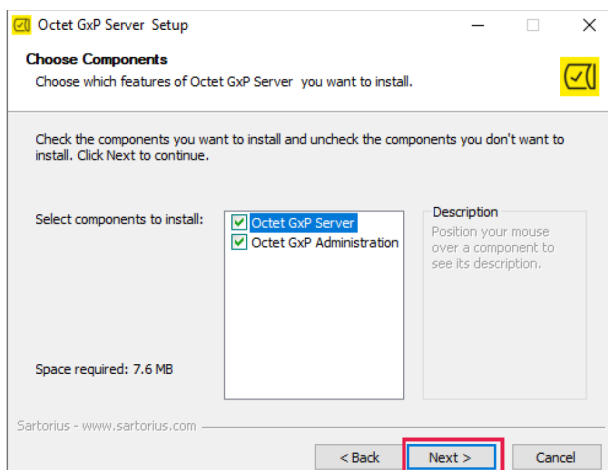 Octet GxP Server Setup
Choose Components
Choose which features of Octet GxP Server you want to install.
Check the components you want to install and uncheck the components you don't want to
install. Click Next to continue.
Select components to install:
Octet GxP Server
Octet GxP Administration
Description
Position your mouse
over a component to
see its description.
Space required: 7.6 MB
Sartorius - www.sartorius.com
< Back
Next >
Cancel